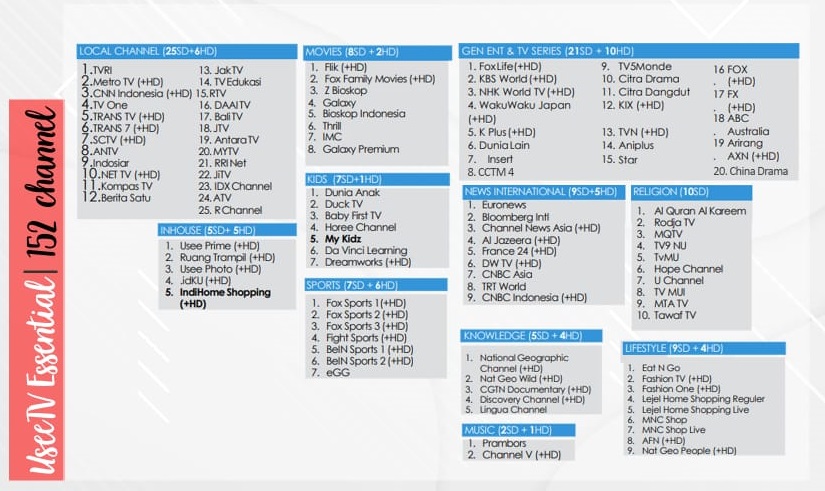 UseeTV Essential | 152 channel
LOCAL CHANNEL (25SD+6HD)
1.TVRI
2.Metro TV (+HD)
3.CNN Indonesia (+HD)
4.TV One
5.TRANS TV (+HD)
6.TRANS 7 (+HD)
7.SCTV (+HD)
8.ANTV
9.Indosiar
10.NET TV (+HD)
11.Kompas TV
12.Berita Satu
13. JakTV
14. TV Edukasi
15. RTV
16. DAAI TV
17. Bali TV
18. JTV
19. Antara TV
20. MYTV
21. RRI Net
22. JiTV
23. IDX Channel
24. ATV
25. R Channel
INHOUSE (5SD+ 5HD)
1. Usee Prime (+HD)
2. Ruang Trampil (+HD)
3. Usee Photo (+HD)
4. .idKU (+HD)
5. IndiHome Shopping
(+HD)
MOVIES (8SD +2HD)
1. Flik (+HD)
2. Fox Family Movies (+HD)
3. Z Bioskop
4. Galaxy
5. Bioskop Indonesia
6. Thrill
7. IMC
8. Galaxy Premium
KIDS (7SD+1HD)
1. Dunia Anak
2. Duck TV
3. Baby First TV
4. Horee Channel
5. My Kidz
6. Da Vinci Learning
7. Dreamworks (+HD)
SPORTS (7SD + 6HD)
1. Fox Sports 1(+HD)
2. Fox Sports 2 (+HD)
3. Fox Sports 3 (+HD)
4. Fight Sports (+HD)
5. BeIN Sports 1 (+HD)
6. BeIN Sports 2 (+HD)
7. eGG
GEN ENT & TV SERIES (21SD + 10HD)
1. Fox Life (+HD)
2. KBS World (+HD)
3. NHK World TV (+HD)
4. WakuWaku Japan
(+HD)
5. K Plus (+HD)
6. Dunia Lain
7. Insert
8. CCTM 4
9. TV5Monde
10. Citra Drama
11. Citra Dangdut
12. KIX (+HD)
13. TVN (+HD)
14. Aniplus
15. Star
16 FOX
. (+HD)
17 FX
. (+HD)
18 ABC
. Australia
19 Arirang
. AXN (+HD)
20. China Drama
NEWS INTERNATIONAL (9SD+5HD)
1. Euronews
2. Bloomberg Intl
3. Channel News Asia (+HD)
4. Al Jazeera (+HD)
5. France 24 (+HD)
6. DW TV (+HD)
7. CNBC Asia
8. TRT World
9. CNBC Indonesia (+HD)
RELIGION (10SD)
1. Al Quran Al Kareem
2. Rodja TV
3. MQTV
4. TV9 NU
5. TvMU
6. Hope Channel
7. U Channel
8. TV MUI
9. MTA TV
10. Tawaf TV
KNOWLEDGE (5SD +4HD)
1. National Geographic
Channel (+HD)
2. Nat Geo Wild (+HD)
3. CGTN Documentary (+HD)
4. Discovery Channel (+HD)
5. Lingua Channel
MUSIC (2SD + 1HD)
1. Prambors
2. Channel V (+HD)
LIFESTYLE (9SD +4HD)
1. Eat N Go
2. Fashion TV (+HD)
3. Fashion One (+HD)
4. Lejel Home Shopping Reguler
5. Lejel Home Shopping Live
6. MNC Shop
7. MNC Shop Live
8. AFN (+HD)
9. Nat Geo People (+HD)